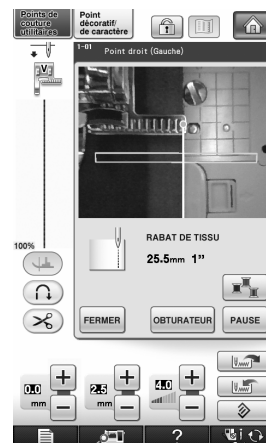 Points de
couture
utilitaires
Point
décoratif/
de caractère
1-01
Point droit (Gauche)
V
100%
RABAT DE TISSU
25.5mm 1"
FERMER
OBTURATEUR
PAUSE
0.0
mm
2.5
mm
4.0
?